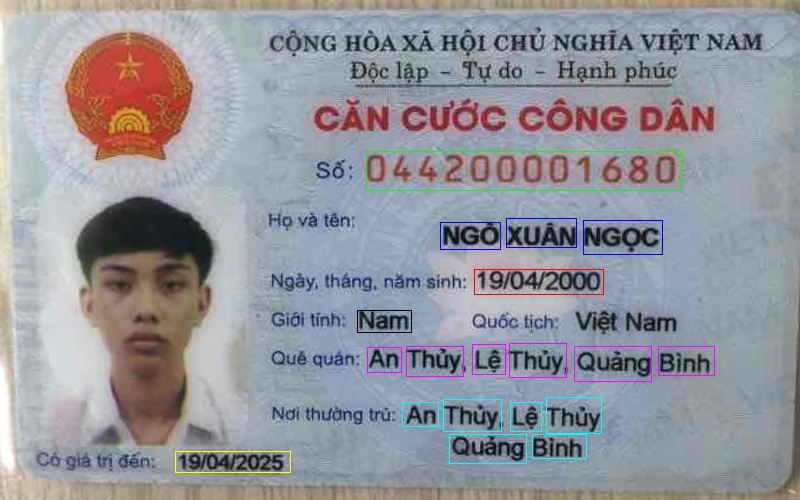 CỘNG HÒA XÃ HỘI CHỦ NGHĨA VIỆT NAM
Độc lập – Tự do – Hạnh phúc
CĂN CƯỚC CÔNG DÂN
Số: 044200001680
Họ và tên:
NGÔ XUÂN NGỌC
Ngày, tháng, năm sinh: 19/04/2000
Giới tính: Nam Quốc tịch: Việt Nam
Quê quán: An Thủy, Lệ Thủy, Quảng Bình
Nơi thường trú: An Thủy, Lệ Thủy
Quảng Bình
Có giá trị đến: 19/04/2025